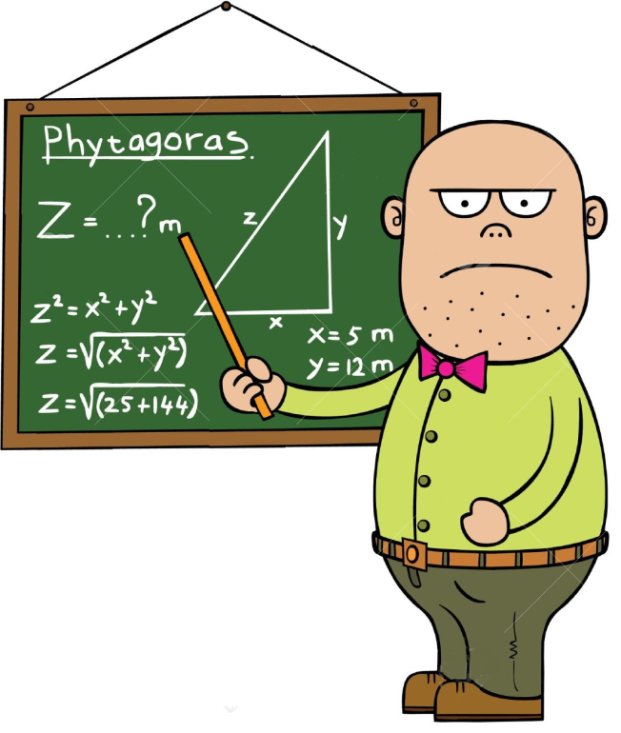 Phytagoras.
Z = ....? m
z
y
x
z² = x² + y²
z = √(x² + y²)
z = √(25+144)
x = 5 m
y = 12 m